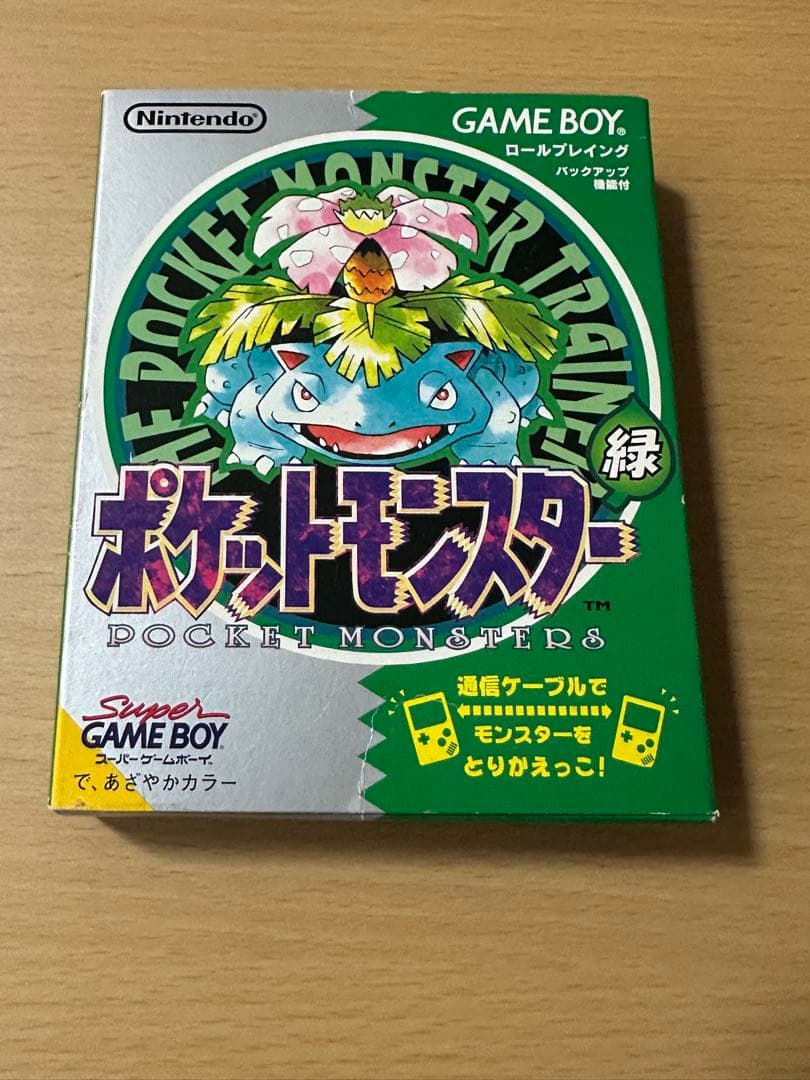 Nintendo
GAME BOY®
ロールプレイング
バックアップ
機能付
THE POCKET MONSTER TRAINER
緑
ポケットモンスター
TM
POCKET MONSTERS
Super
GAME BOY®
スーパーゲームボーイ
で、あざやかカラー
通信ケーブルで
モンスターを
とりかえっこ!